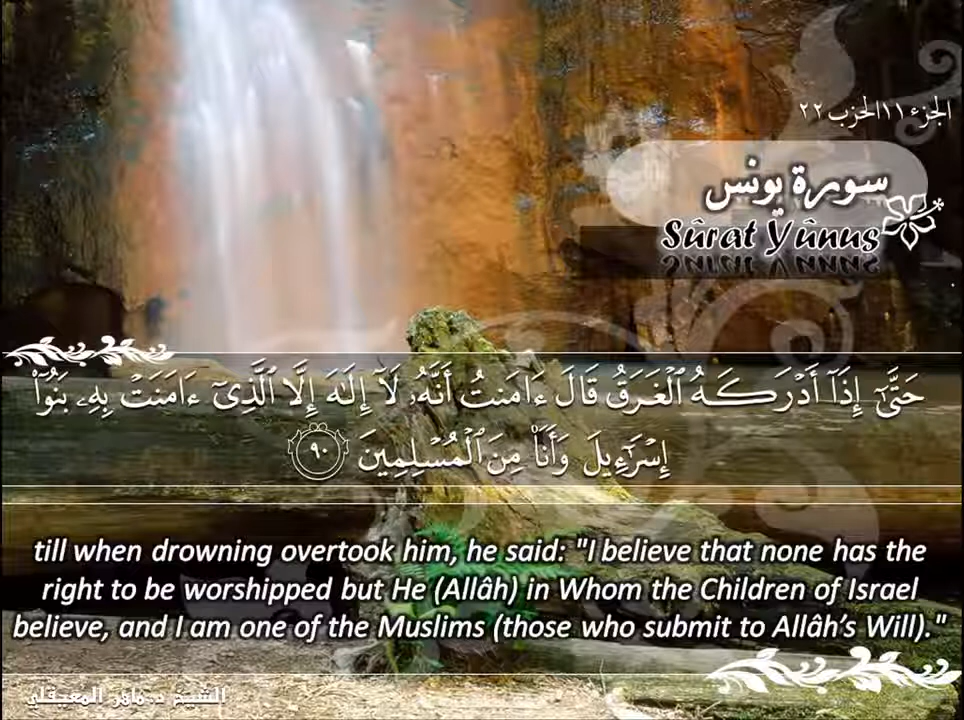 الجزء ١١ الحزب ٢٢
سورة يونس
Sûrat Yûnus
حَتَّىٰٓ إِذَآ أَدْرَكَهُ ٱلْغَرَقُ قَالَ ءَامَنتُ أَنَّهُۥ لَآ إِلَٰهَ إِلَّا ٱلَّذِىٓ ءَامَنَتْ بِهِۦ بَنُوٓا۟
إِسْرَٰٓءِيلَ وَأَنَا۠ مِنَ ٱلْمُسْلِمِينَ ٩٠
till when drowning overtook him, he said: "I believe that none has the
right to be worshipped but He (Allâh) in Whom the Children of Israel
believe, and I am one of the Muslims (those who submit to Allâh’s Will)."
الشيخ د. ماهر المعيقلي